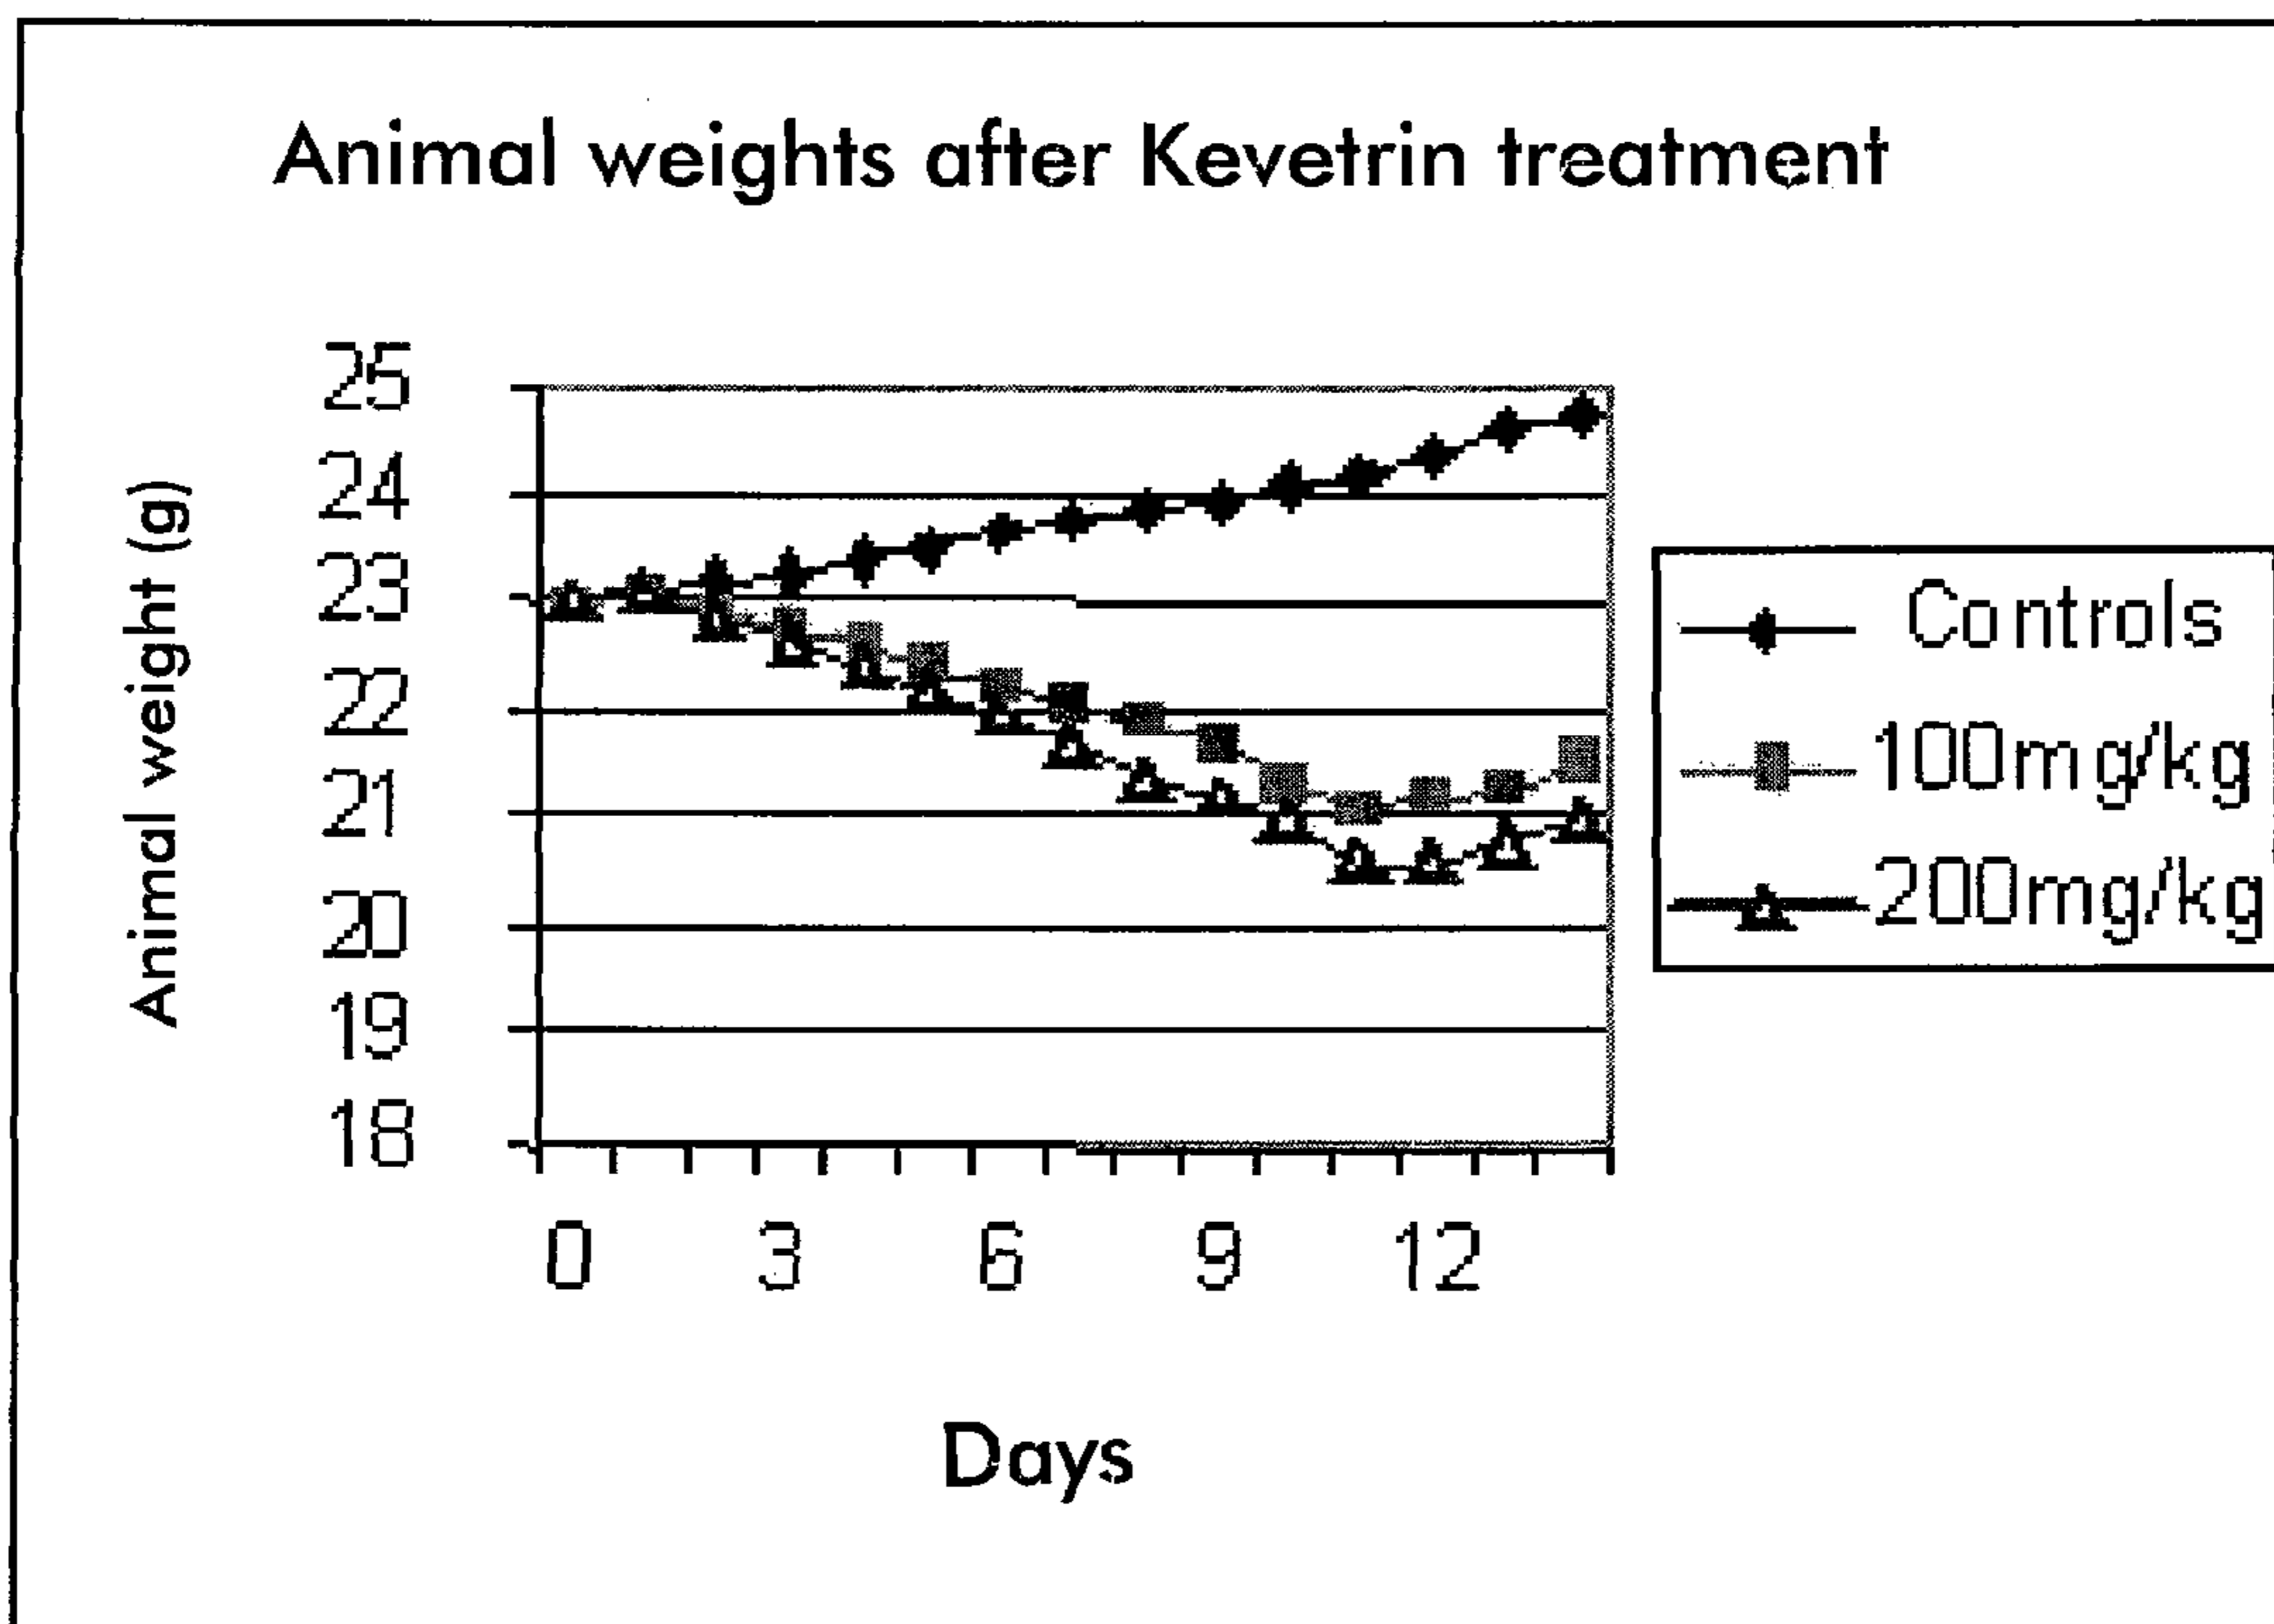 Animal weights after Kevetrin treatment
Animal weight (g)
25
24
23
22
21
20
19
18
0 3 6 9 12
Days
Controls
100mg/kg
200mg/kg